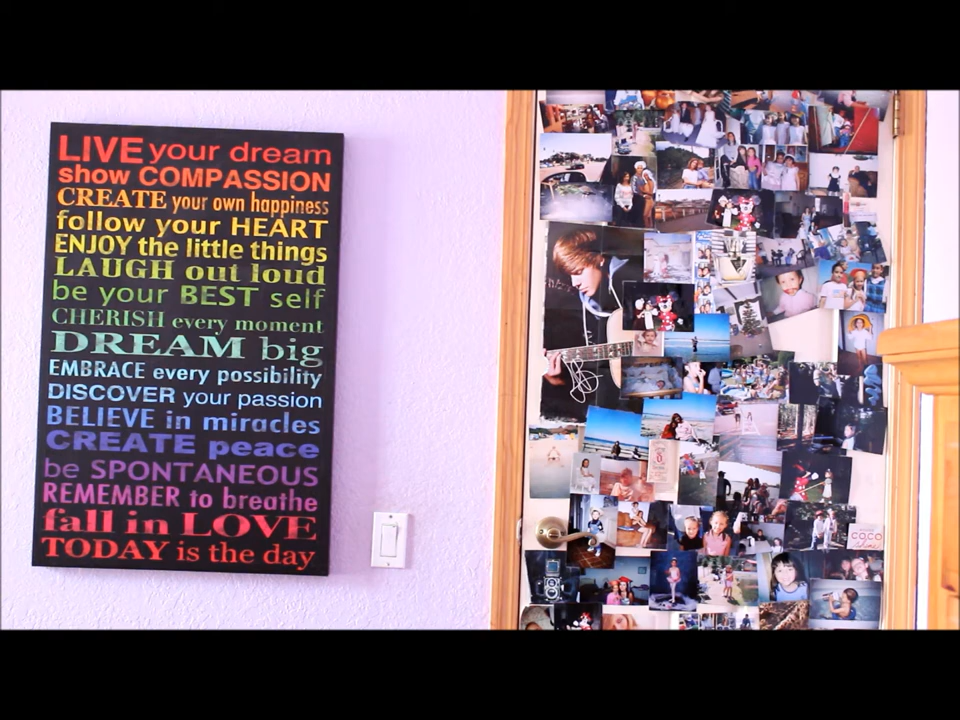 LIVE your dream
show COMPASSION
CREATE your own happiness
follow your HEART
ENJOY the little things
LAUGH out loud
be your BEST self
CHERISH every moment
DREAM big
EMBRACE every possibility
DISCOVER your passion
BELIEVE in miracles
CREATE peace
be SPONTANEOUS
REMEMBER to breathe
fall in LOVE
TODAY is the day
COCO